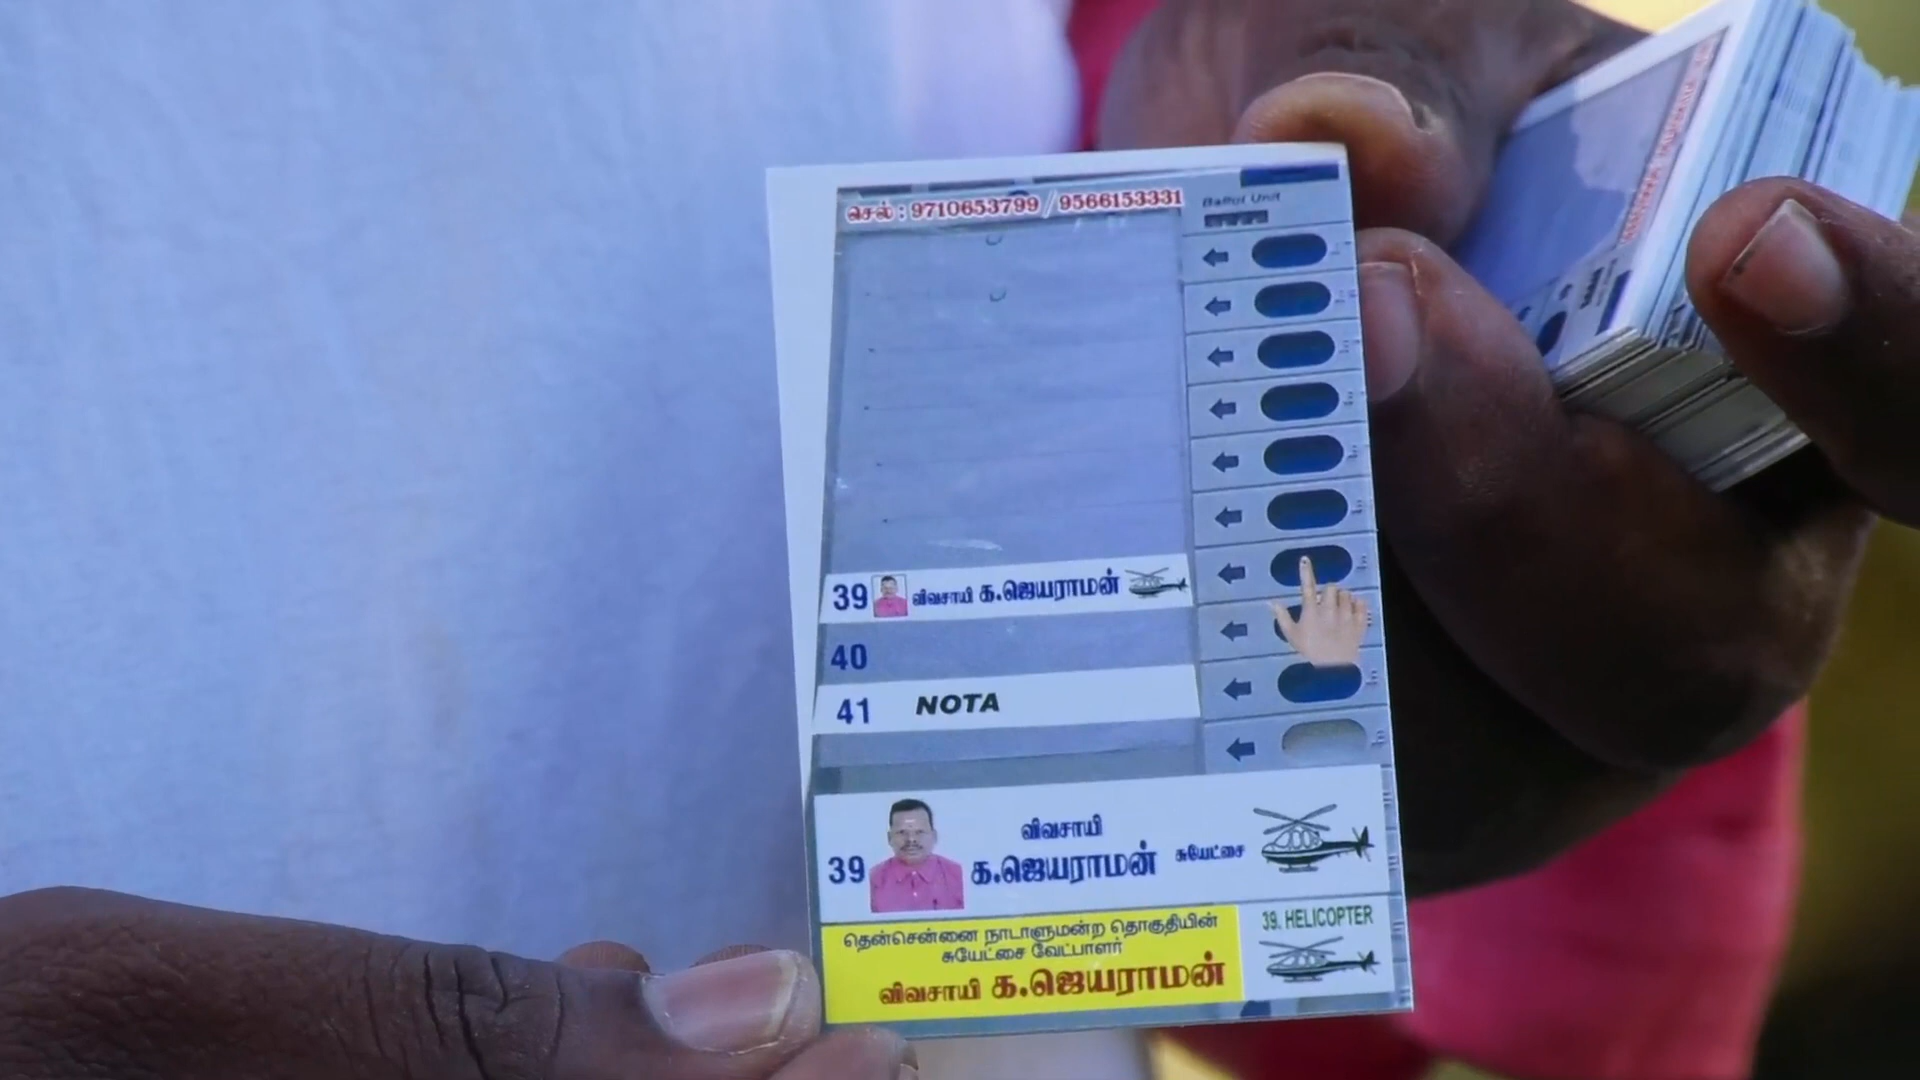 செல் : 9710653799 / 9566153331
Ballot Unit
39 விவசாயி க.ஜெயராமன்
40
41 NOTA
விவசாயி
39 க.ஜெயராமன் சுயேட்சை
தென்சென்னை நாடாளுமன்ற தொகுதியின்
சுயேட்சை வேட்பாளர்
விவசாயி க.ஜெயராமன்
39. HELICOPTER